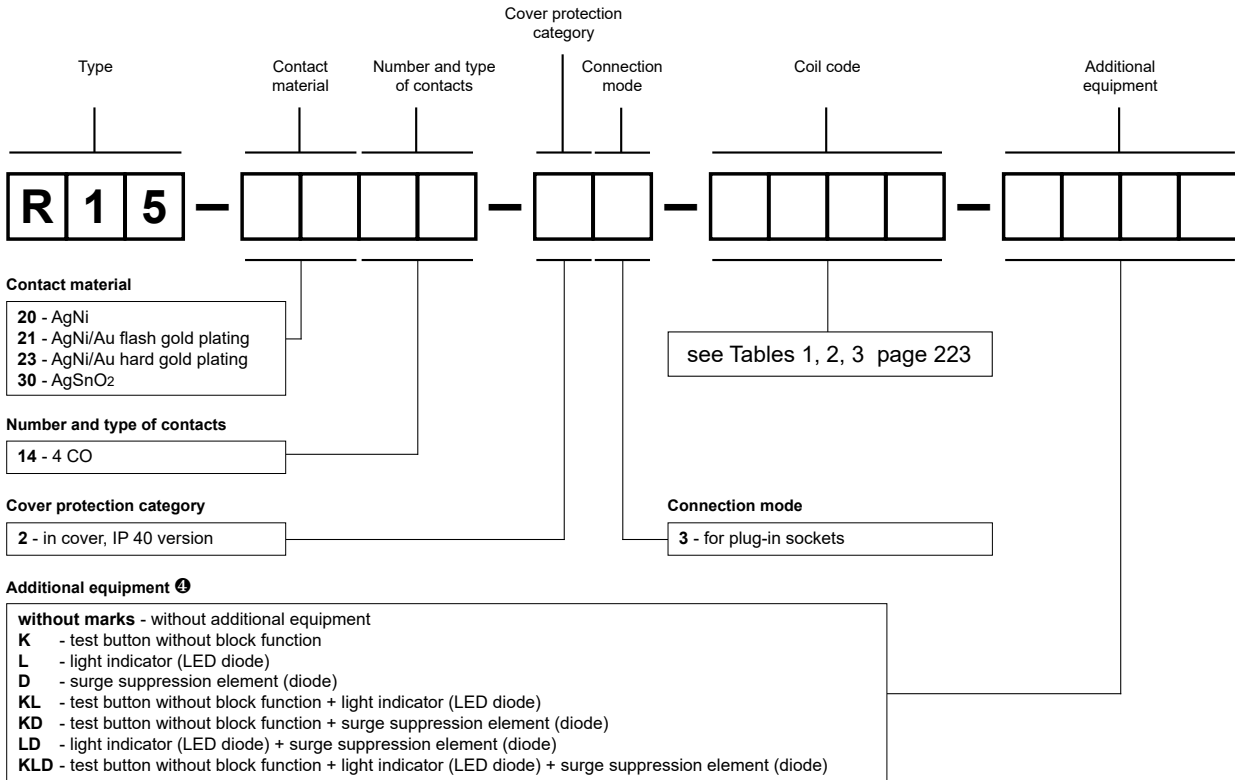 Cover protection
category
Type
Contact
material
Number and type
of contacts
Connection
mode
Coil code
Additional
equipment
R 1 5 - - - -
Contact material
20 - AgNi
21 - AgNi/Au flash gold plating
23 - AgNi/Au hard gold plating
30 - AgSnO2
see Tables 1, 2, 3 page 223
Number and type of contacts
14 - 4 CO
Cover protection category
2 - in cover, IP 40 version
Connection mode
3 - for plug-in sockets
Additional equipment ❹
without marks - without additional equipment
K - test button without block function
L - light indicator (LED diode)
D - surge suppression element (diode)
KL - test button without block function + light indicator (LED diode)
KD - test button without block function + surge suppression element (diode)
LD - light indicator (LED diode) + surge suppression element (diode)
KLD - test button without block function + light indicator (LED diode) + surge suppression element (diode)